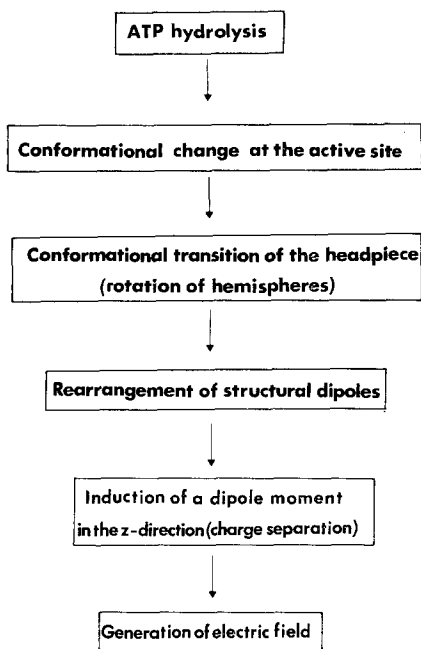 ATP hydrolysis
Conformational change at the active site
Conformational transition of the headpiece
(rotation of hemispheres)
Rearrangement of structural dipoles
Induction of a dipole moment
in the z-direction (charge separation)
Generation of electric field